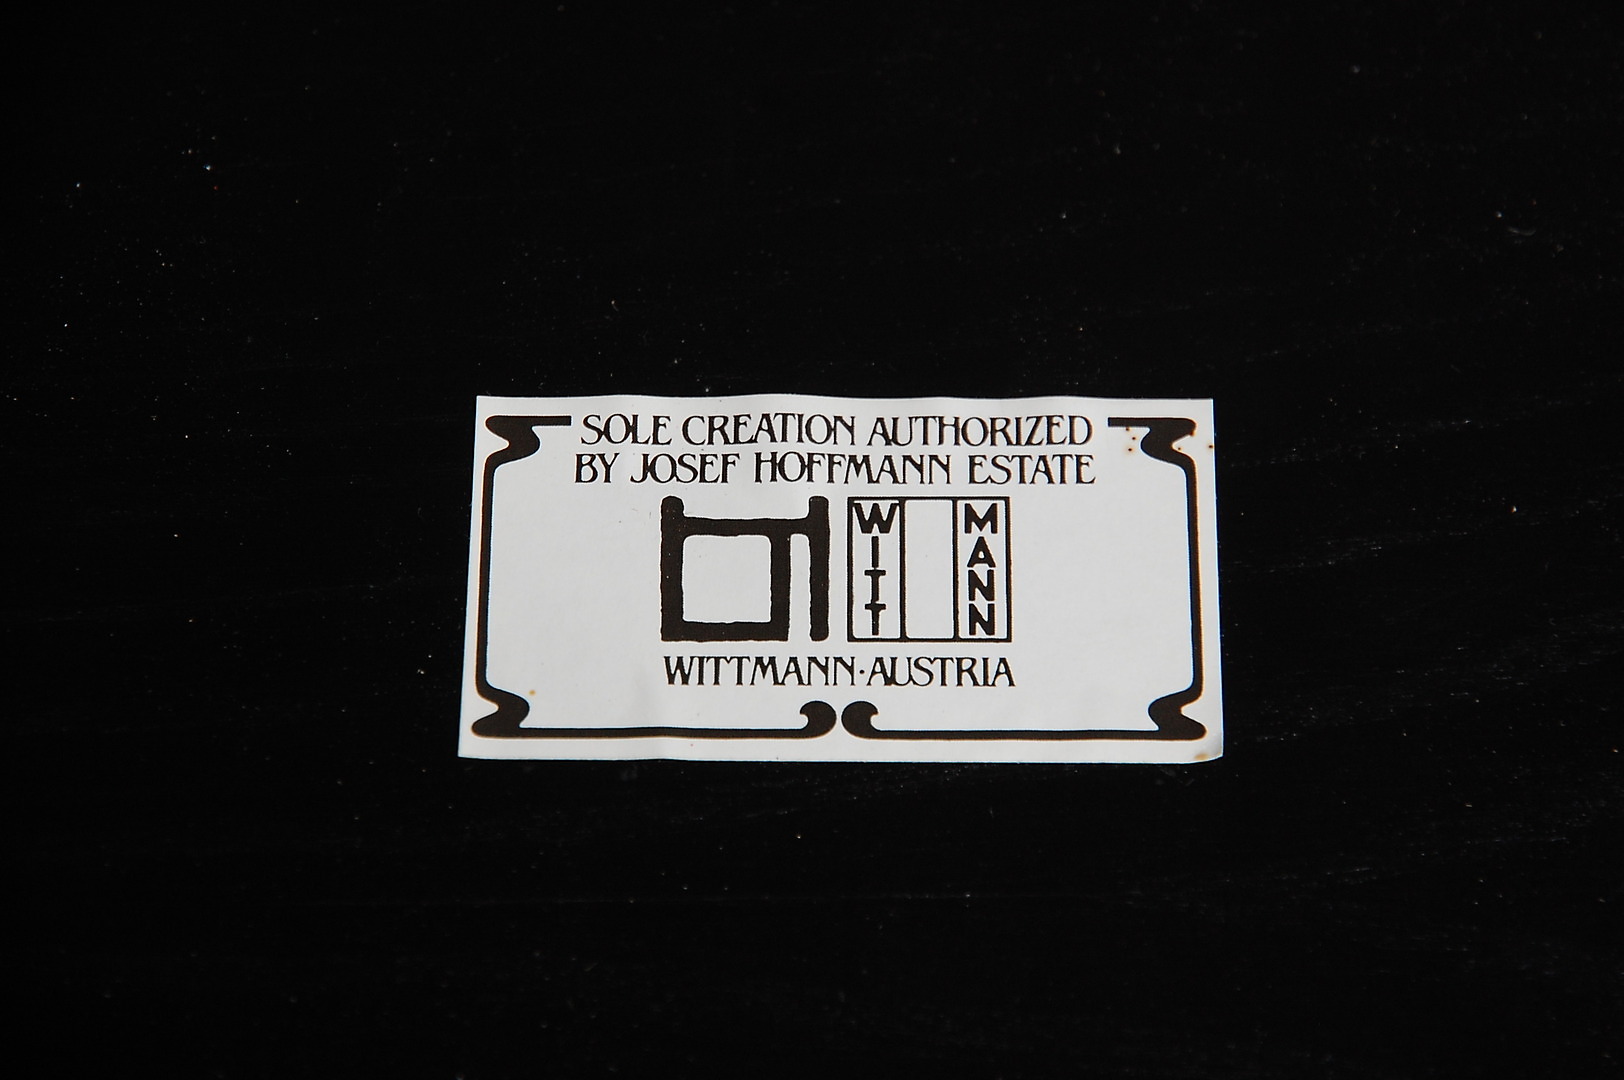 SOLE CREATION AUTHORIZED
BY JOSEF HOFFMANN ESTATE
WITT MANN
WITTMANN·AUSTRIA